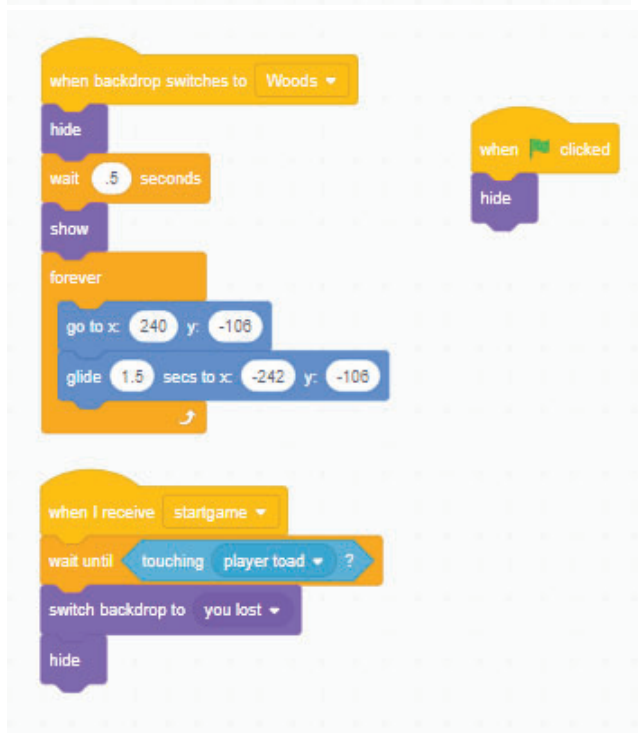 when backdrop switches to Woods
hide
wait .5 seconds
show
forever
go to x: 240 y: -106
glide 1.5 secs to x: -242 y: -106
when clicked
hide
when I receive startgame
wait until touching player toad ?
switch backdrop to you lost
hide